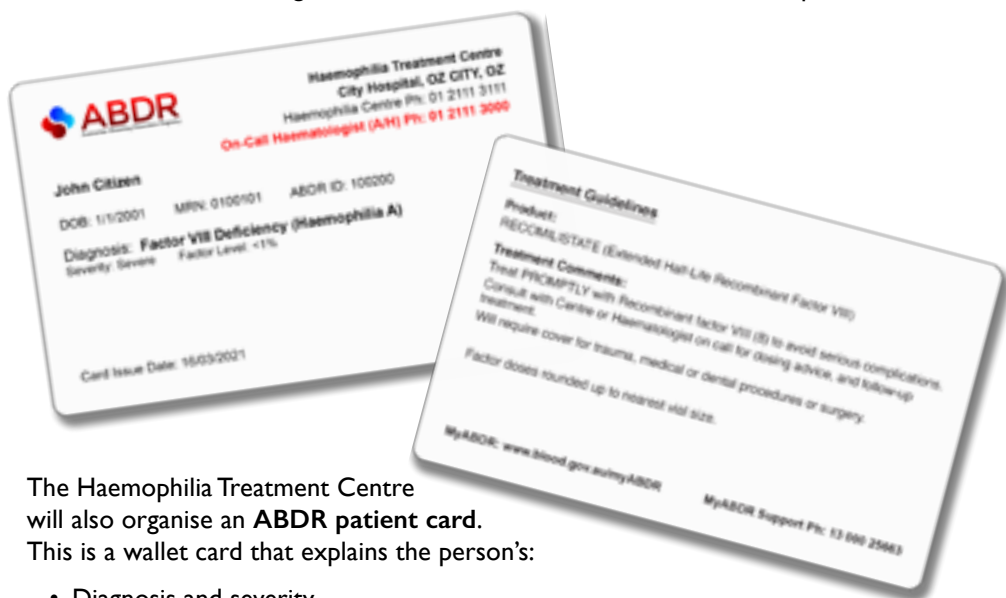 ABDR
Haemophilia Treatment Centre
City Hospital, OZ CITY, OZ
Haemophilia Centre Ph: 01 2111 3111
On-Call Haematologist (A/H) Ph: 01 2111 3000
John Citizen
DOB: 1/1/2001 MRN: 0100101 ABDR ID: 100200
Diagnosis: Factor VIII Deficiency (Haemophilia A)
Severity: Severe Factor Level: <1%
Card Issue Date: 16/03/2021
Treatment Guidelines
Product:
RECOMILISTATE (Extended Half-Life Recombinant Factor VIII)
Treatment Comments:
Treat PROMPTLY with Recombinant factor VIII (8) to avoid serious complications.
Consult with Centre or Haematologist on call for dosing advice, and follow-up
treatment.
Will require cover for trauma, medical or dental procedures or surgery.
Factor doses rounded up to nearest vial size.
MyABDR: www.blood.gov.au/myABDR MyABDR Support Ph: 13 000 25663
The Haemophilia Treatment Centre
will also organise an ABDR patient card.
This is a wallet card that explains the person's:
• Diagnosis and severity